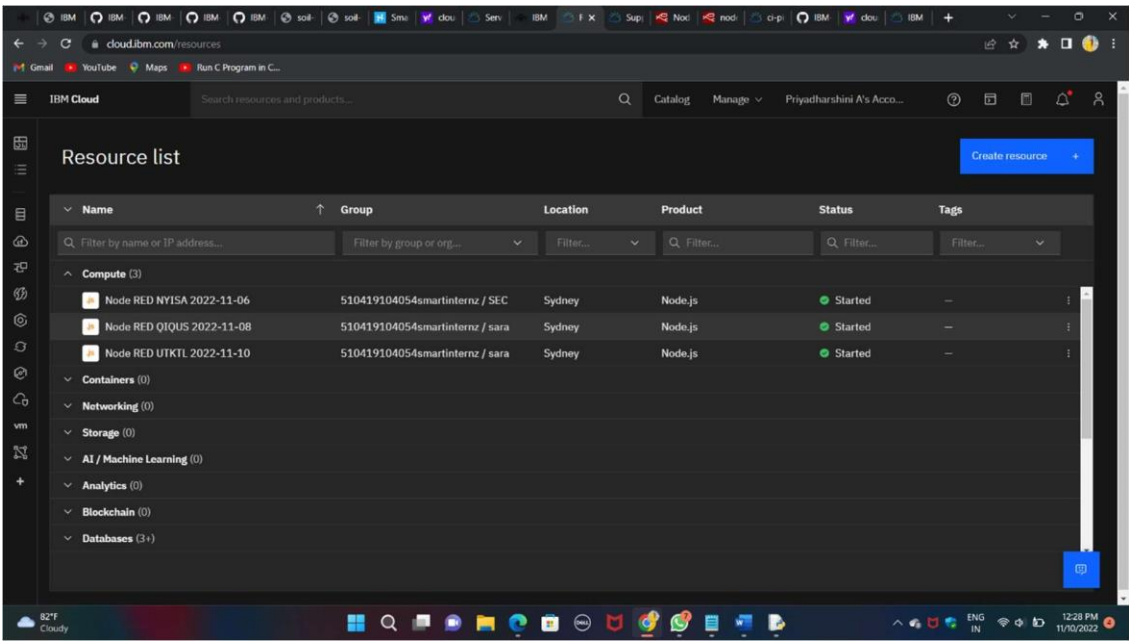 IBM
IBM
IBM
IBM
IBM
soil-
soil-
Sma
clou
Serv
IBM
Sup
Nod
nod
ci-pi
IBM
clou
IBM
cloud.ibm.com/resources
Gmail YouTube Maps Run C Program in C...
IBM Cloud Search resources and products... Catalog Manage Priyadharshini A's Acco...
Resource list Create resource +
Name Group Location Product Status Tags
Filter by name or IP address... Filter by group or org... Filter... Filter... Filter... Filter...
Compute (3)
Node RED NYISA 2022-11-06 510419104054smartinternz / SEC Sydney Node.js Started –
Node RED QIQUS 2022-11-08 510419104054smartinternz / sara Sydney Node.js Started –
Node RED UTKTL 2022-11-10 510419104054smartinternz / sara Sydney Node.js Started –
Containers (0)
Networking (0)
Storage (0)
vm
AI / Machine Learning (0)
Analytics (0)
Blockchain (0)
Databases (3+)
82°F
Cloudy
ENG
IN
12:28 PM
11/10/2022